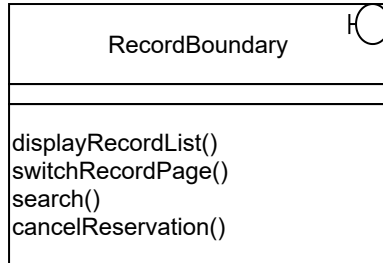 RecordBoundary
displayRecordList()
switchRecordPage()
search()
cancelReservation()